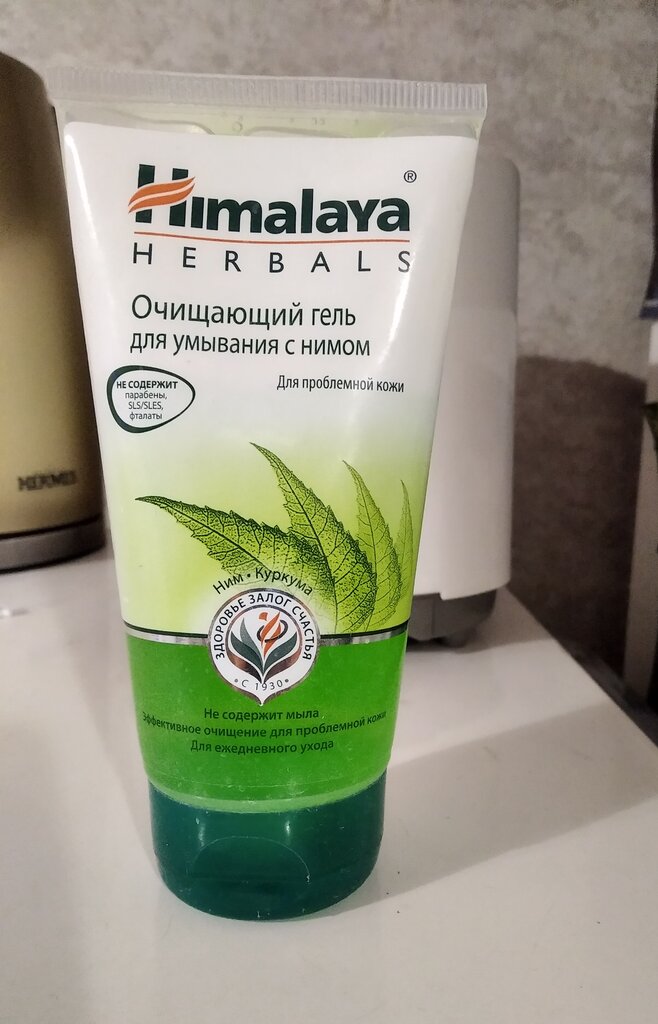 Himalaya®
HERBALS
Очищающий гель
для умывания с нимом
Для проблемной кожи
НЕ СОДЕРЖИТ
парабены,
SLS/SLES,
фталаты
Ним • Куркума
ЗДОРОВЬЕ ЗАЛОГ СЧАСТЬЯ
• С 1930 •
Не содержит мыла
Эффективное очищение для проблемной кожи
Для ежедневного ухода